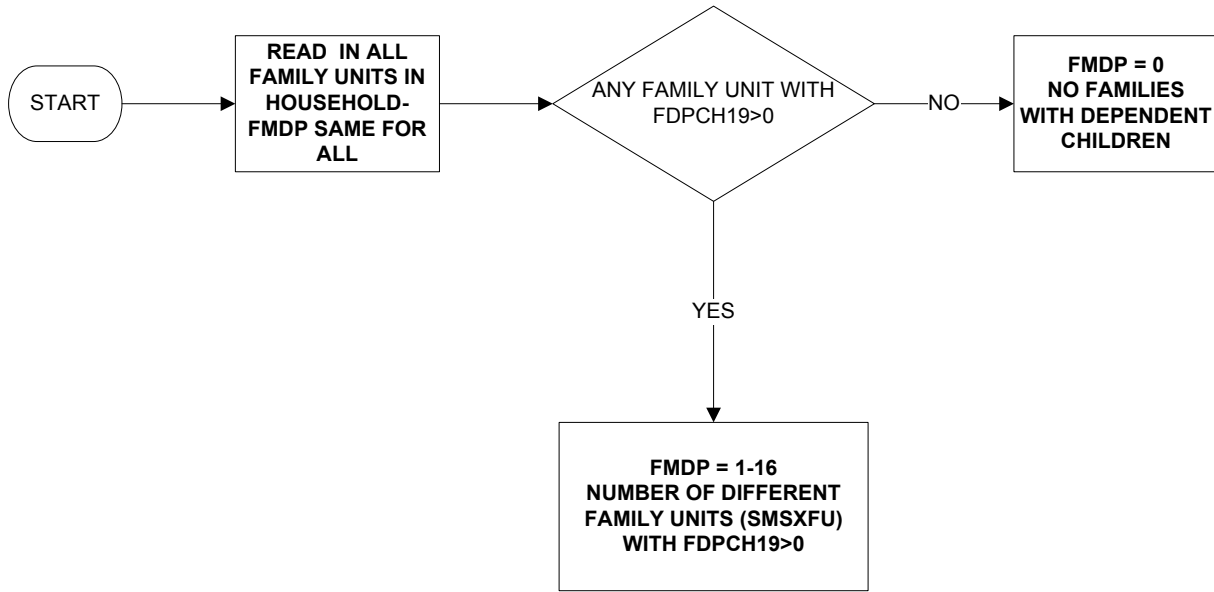 START
READ IN ALL
FAMILY UNITS IN
HOUSEHOLD-
FMDP SAME FOR
ALL
ANY FAMILY UNIT WITH
FDPCH19>0
NO
FMDP = 0
NO FAMILIES
WITH DEPENDENT
CHILDREN
YES
FMDP = 1-16
NUMBER OF DIFFERENT
FAMILY UNITS (SMSXFU)
WITH FDPCH19>0